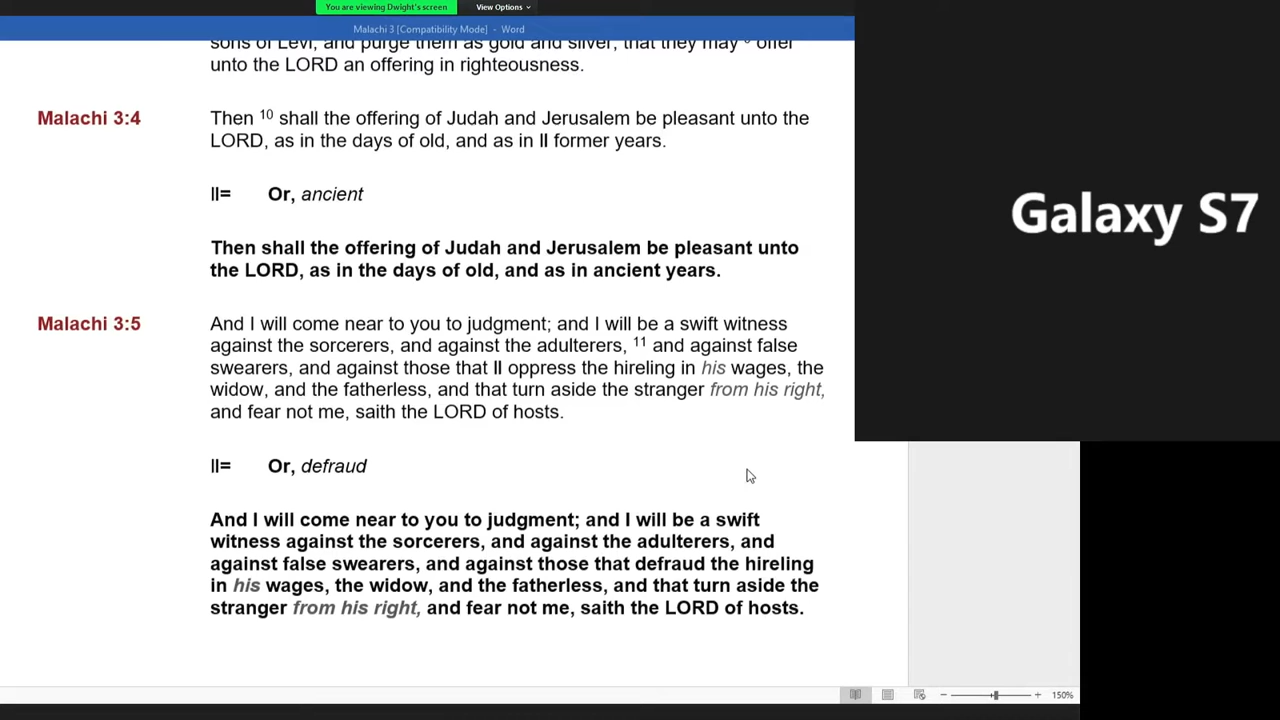 You are viewing Dwight's screen
View Options
Malachi 3 [Compatibility Mode] - Word
sons of Levi, and purge them as gold and silver, that they may offer
unto the LORD an offering in righteousness.
Malachi 3:4
Then 10 shall the offering of Judah and Jerusalem be pleasant unto the
LORD, as in the days of old, and as in ǁ former years.
ǁ= Or, ancient
Then shall the offering of Judah and Jerusalem be pleasant unto
the LORD, as in the days of old, and as in ancient years.
Malachi 3:5
And I will come near to you to judgment; and I will be a swift witness
against the sorcerers, and against the adulterers, 11 and against false
swearers, and against those that ǁ oppress the hireling in his wages, the
widow, and the fatherless, and that turn aside the stranger from his right,
and fear not me, saith the LORD of hosts.
ǁ= Or, defraud
And I will come near to you to judgment; and I will be a swift
witness against the sorcerers, and against the adulterers, and
against false swearers, and against those that defraud the hireling
in his wages, the widow, and the fatherless, and that turn aside the
stranger from his right, and fear not me, saith the LORD of hosts.
Galaxy S7
150%